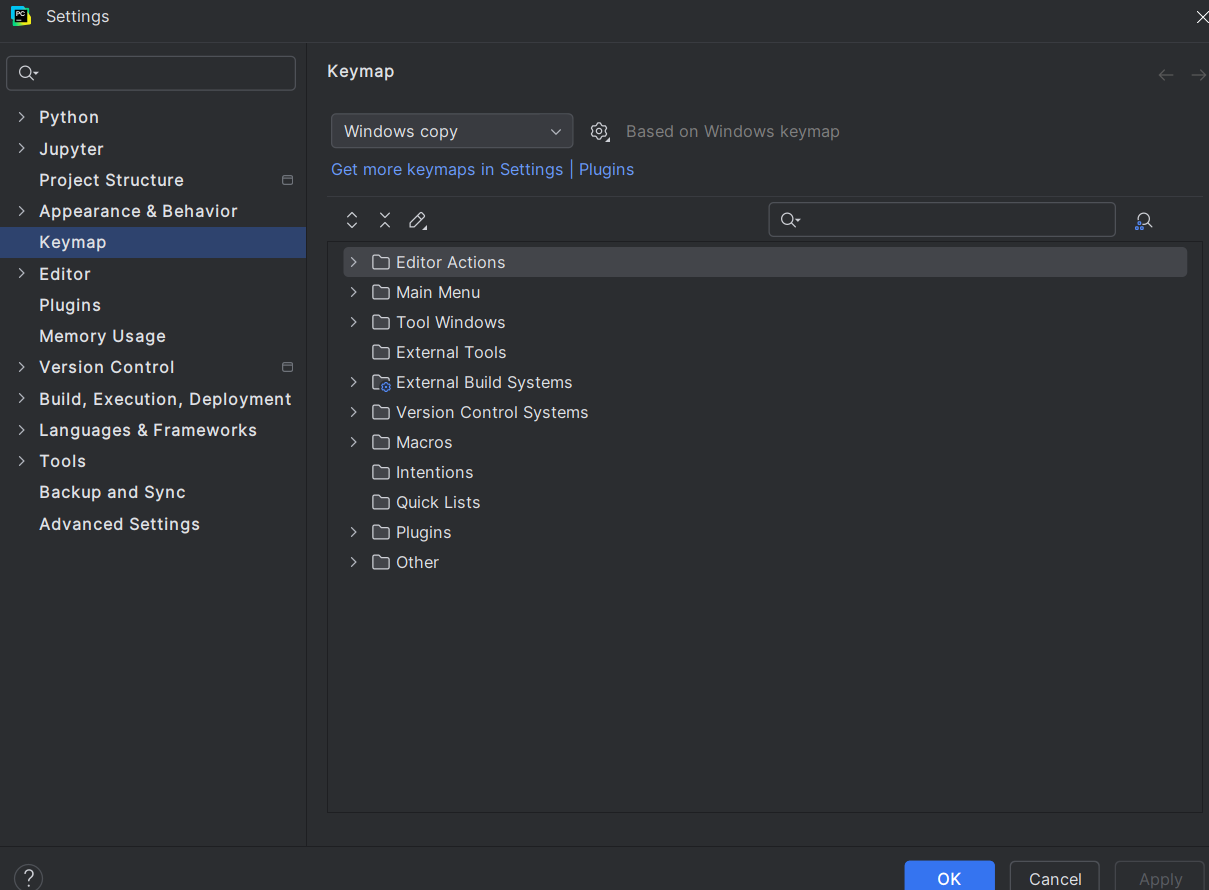 PC
Settings
Python
Jupyter
Project Structure
Appearance & Behavior
Keymap
Editor
Plugins
Memory Usage
Version Control
Build, Execution, Deployment
Languages & Frameworks
Tools
Backup and Sync
Advanced Settings
?
Keymap
Windows copy
Based on Windows keymap
Get more keymaps in Settings | Plugins
Editor Actions
Main Menu
Tool Windows
External Tools
External Build Systems
Version Control Systems
Macros
Intentions
Quick Lists
Plugins
Other
OK
Cancel
Apply